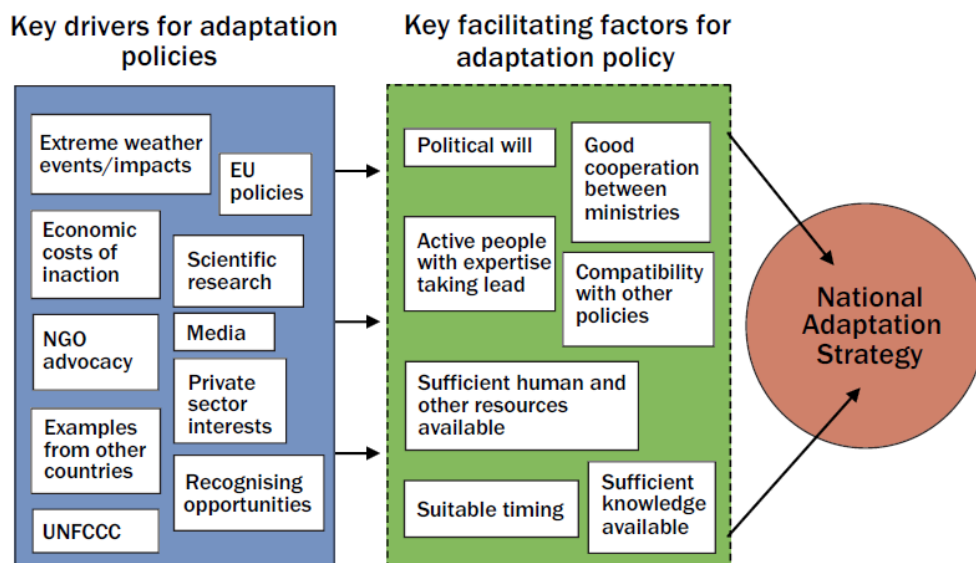 Key drivers for adaptation
policies
Extreme weather
events/impacts
EU
policies
Economic
costs of
inaction
Scientific
research
NGO
advocacy
Media
Private
sector
interests
Examples
from other
countries
Recognising
opportunities
UNFCCC
Key facilitating factors for
adaptation policy
Political will
Good
cooperation
between
ministries
Active people
with expertise
taking lead
Compatibility
with other
policies
Sufficient human and
other resources
available
Suitable timing
Sufficient
knowledge
available
National
Adaptation
Strategy